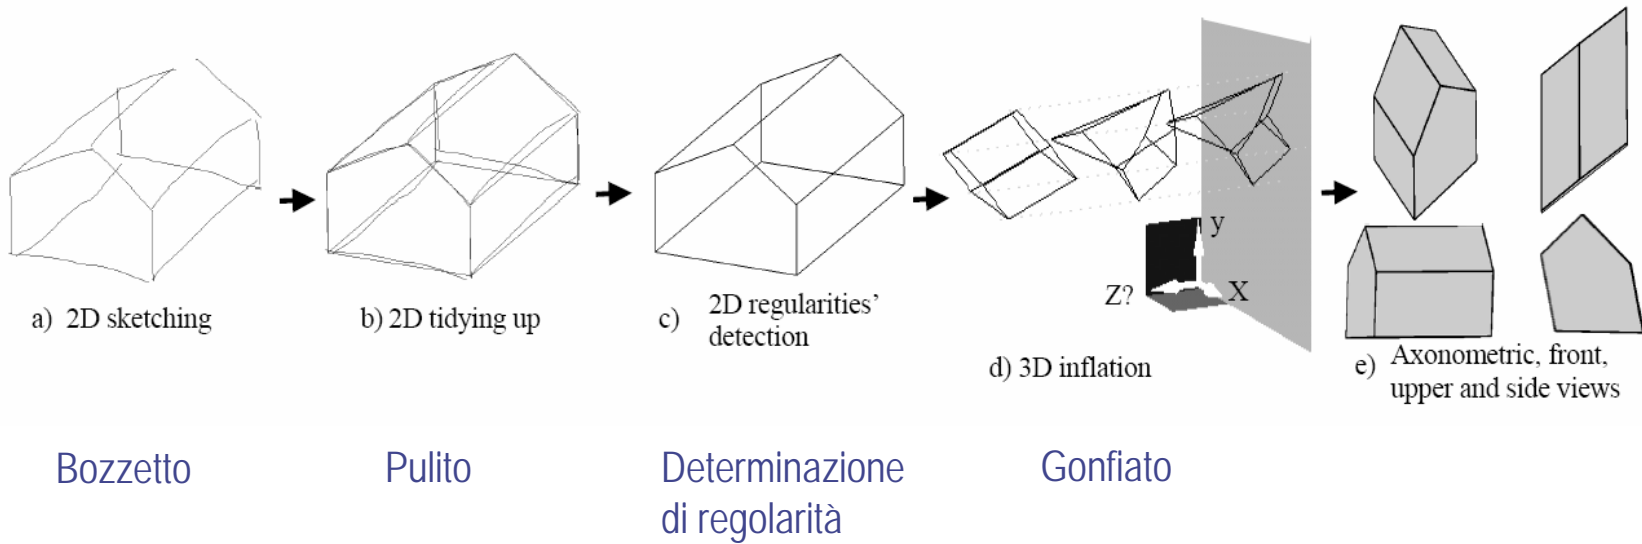 y
Z?
X
a) 2D sketching
b) 2D tidying up
c) 2D regularities’
detection
d) 3D inflation
e) Axonometric, front,
upper and side views
Bozzetto
Pulito
Determinazione
di regolarità
Gonfiato